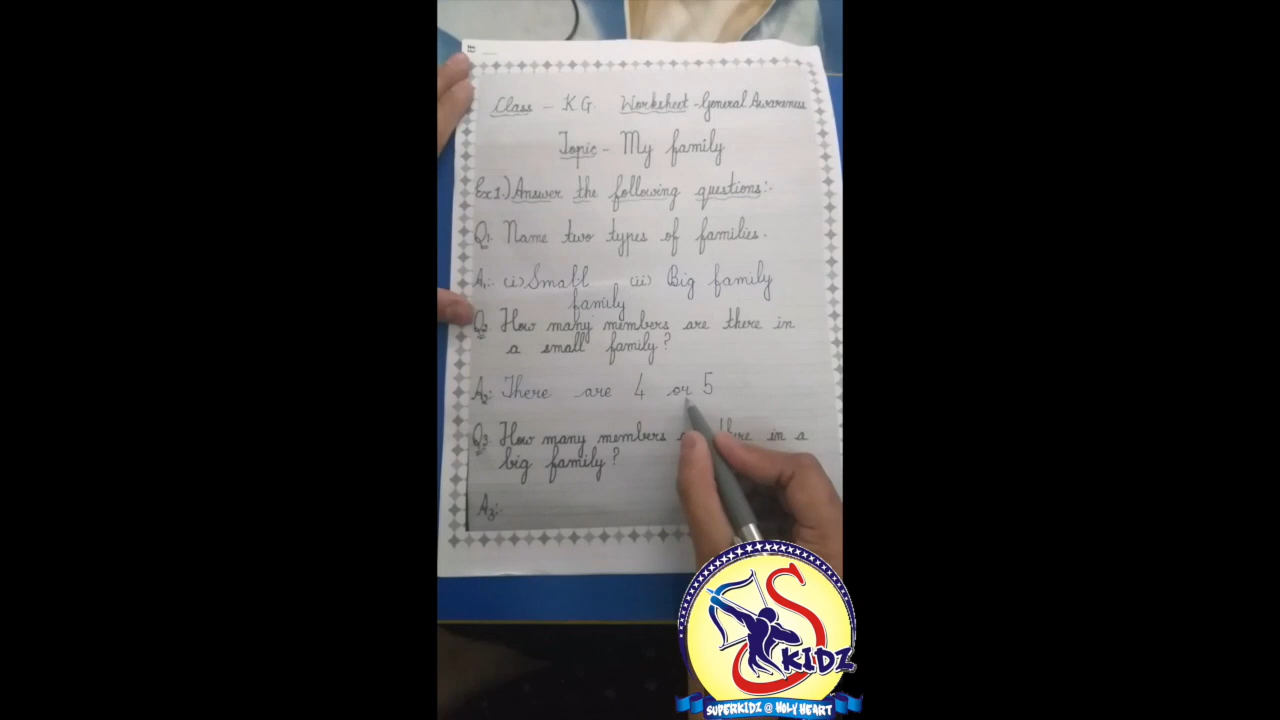 Class - KG. Worksheet - General Awareness
Topic - My family
Ex 1.) Answer the following questions:-
Q1. Name two types of families.
A1:- (i) Small (ii) Big family
family
Q2. How many members are there in
a small family?
A2: There are 4 or 5
Q3. How many members there in a
big family?
A3:-
S
KIDZ
SUPERKIDZ @ HOLY HEART